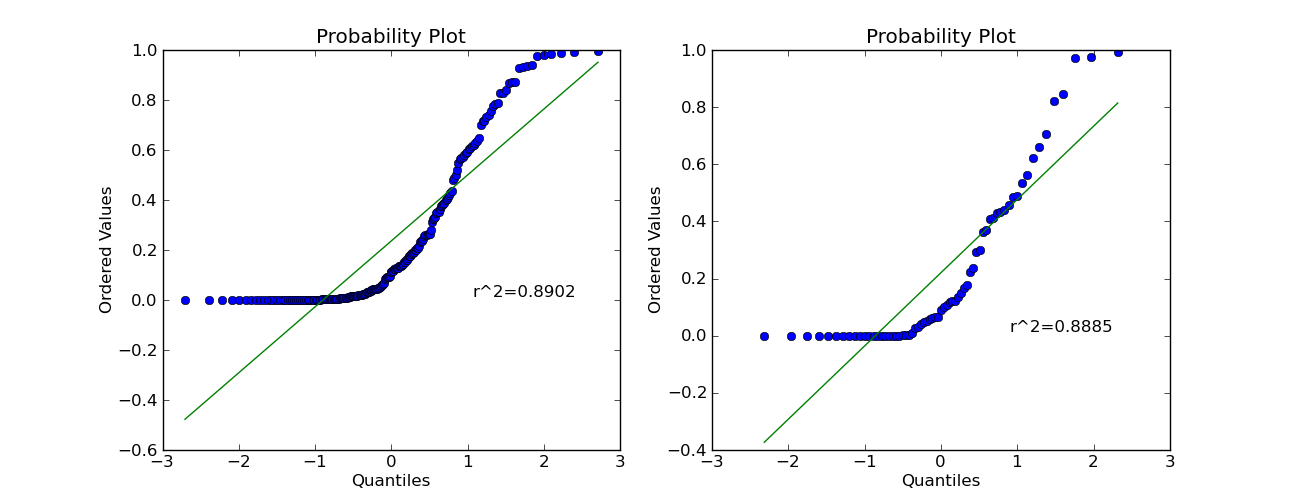 Probability Plot
1.0
0.8
0.6
0.4
0.2
0.0
−0.2
−0.4
−0.6
Ordered Values
r^2=0.8902
−3 −2 −1 0 1 2 3
Quantiles
Probability Plot
1.0
0.8
0.6
0.4
0.2
0.0
−0.2
−0.4
Ordered Values
r^2=0.8885
−3 −2 −1 0 1 2 3
Quantiles